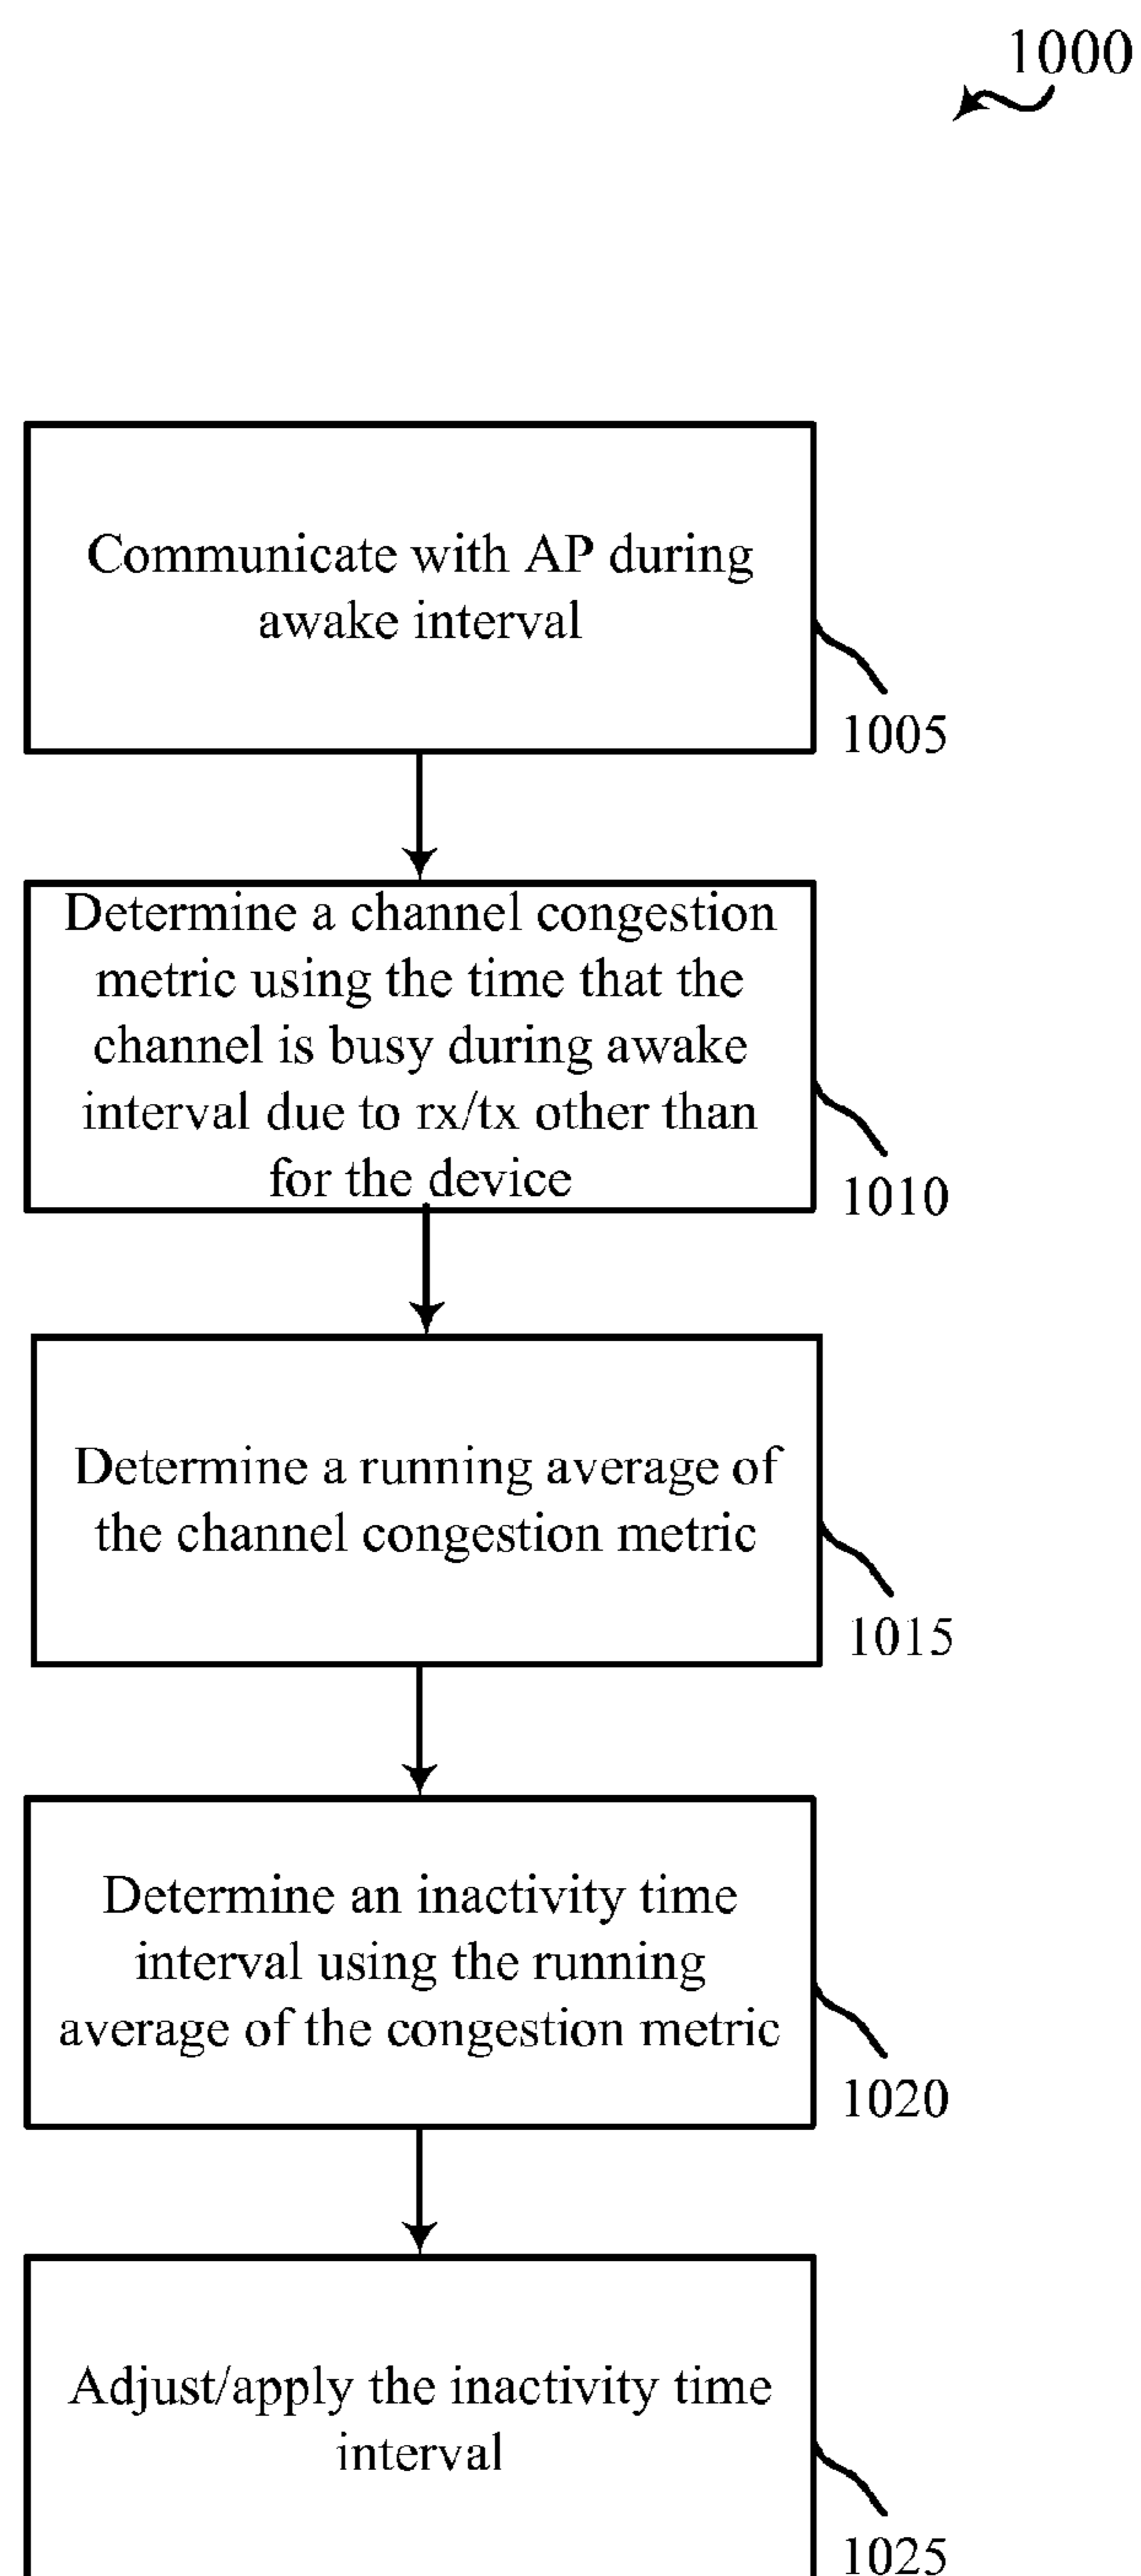 1000
Communicate with AP during
awake interval
1005
Determine a channel congestion
metric using the time that the
channel is busy during awake
interval due to rx/tx other than
for the device
1010
Determine a running average of
the channel congestion metric
1015
Determine an inactivity time
interval using the running
average of the congestion metric
1020
Adjust/apply the inactivity time
interval
1025